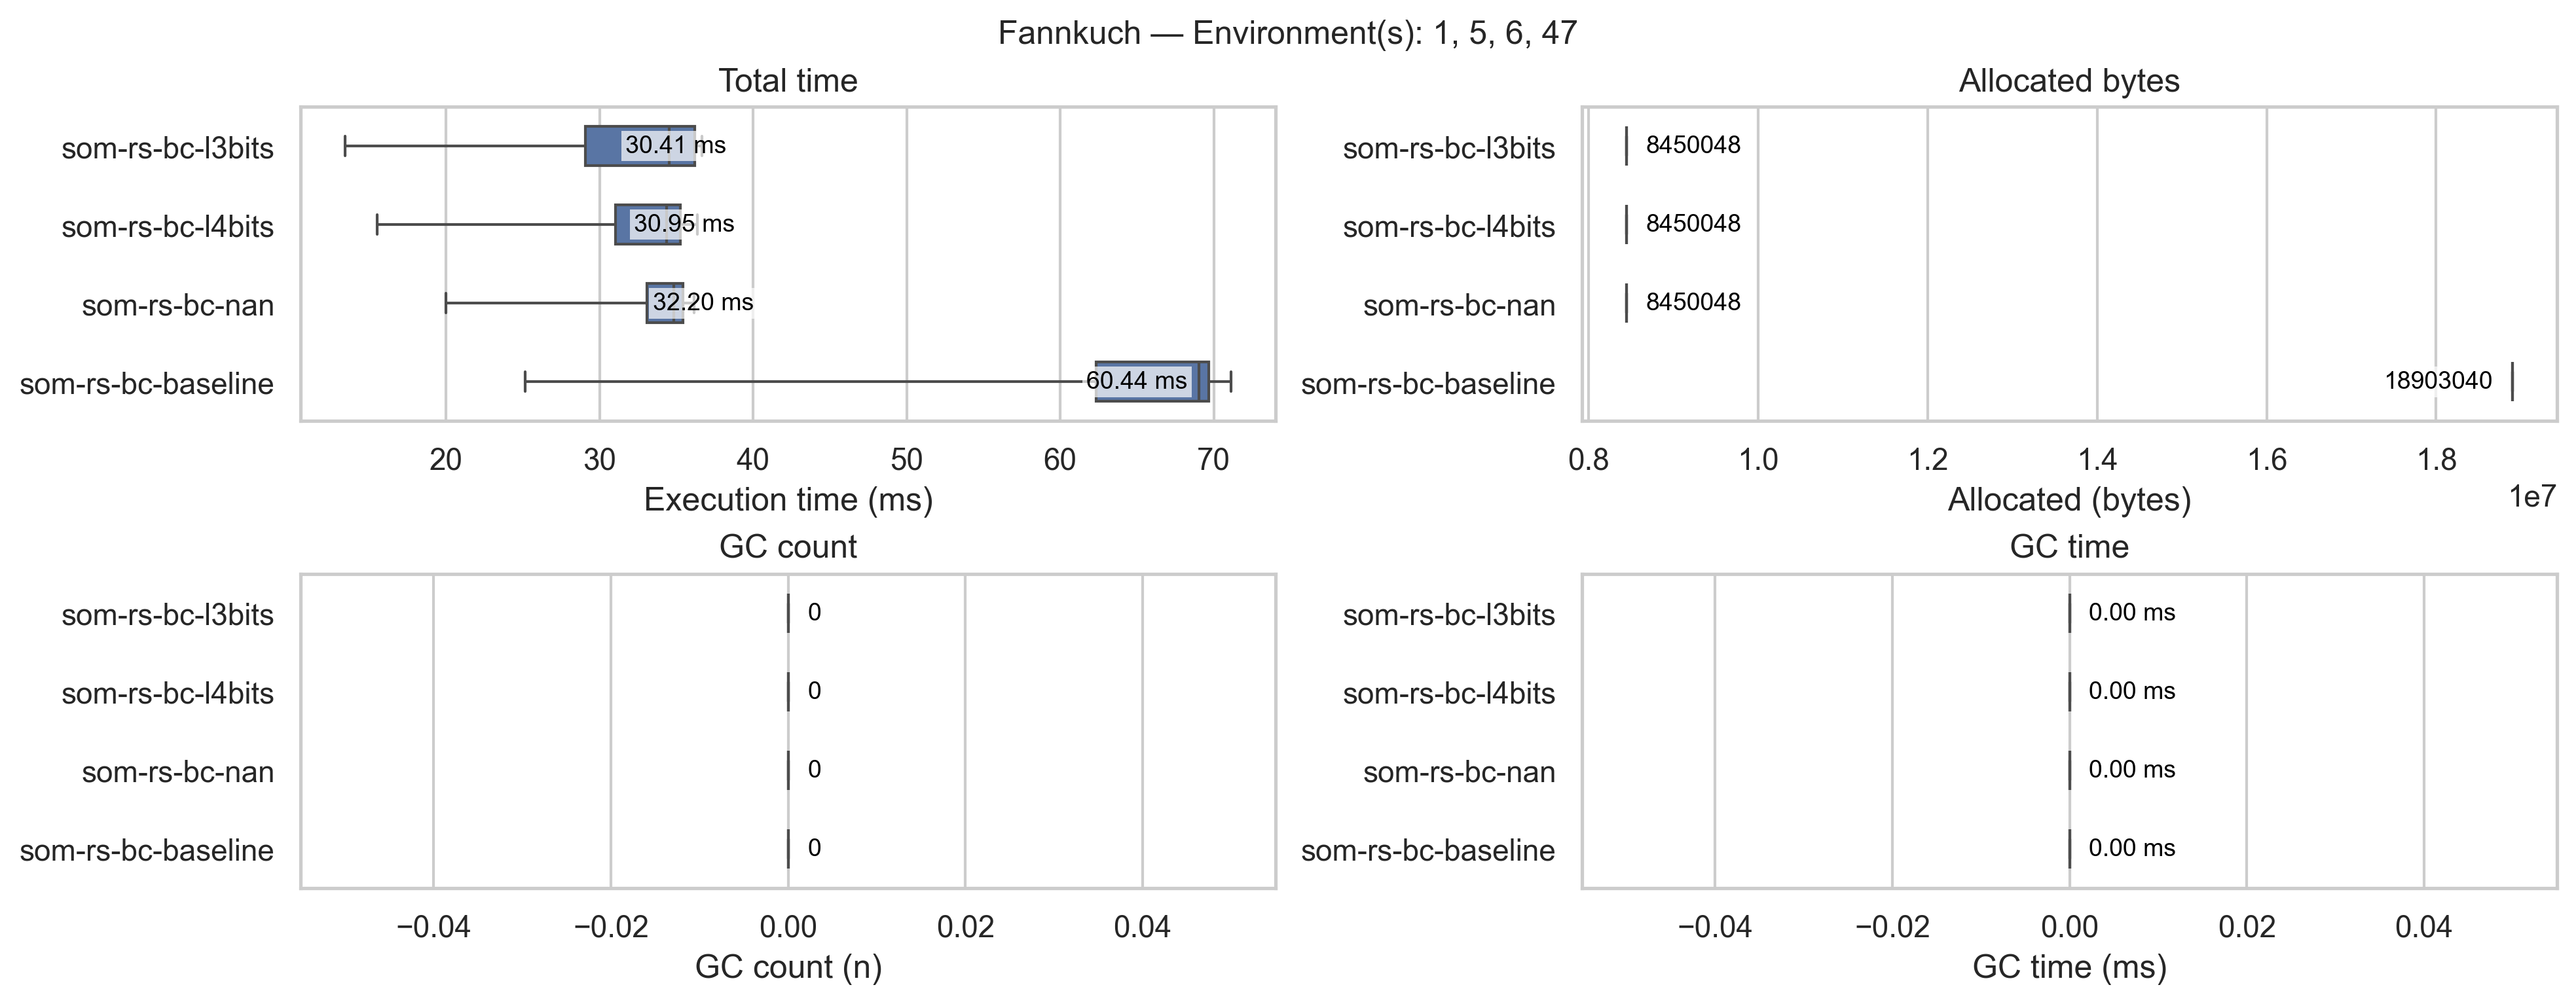 Fannkuch — Environment(s): 1, 5, 6, 47
Total time
som-rs-bc-l3bits
30.41 ms
som-rs-bc-l4bits
30.95 ms
som-rs-bc-nan
32.20 ms
som-rs-bc-baseline
60.44 ms
20 30 40 50 60 70
Execution time (ms)
Allocated bytes
som-rs-bc-l3bits
8450048
som-rs-bc-l4bits
8450048
som-rs-bc-nan
8450048
som-rs-bc-baseline
18903040
0.8 1.0 1.2 1.4 1.6 1.8
1e7
Allocated (bytes)
GC count
som-rs-bc-l3bits
0
som-rs-bc-l4bits
0
som-rs-bc-nan
0
som-rs-bc-baseline
0
−0.04 −0.02 0.00 0.02 0.04
GC count (n)
GC time
som-rs-bc-l3bits
0.00 ms
som-rs-bc-l4bits
0.00 ms
som-rs-bc-nan
0.00 ms
som-rs-bc-baseline
0.00 ms
−0.04 −0.02 0.00 0.02 0.04
GC time (ms)